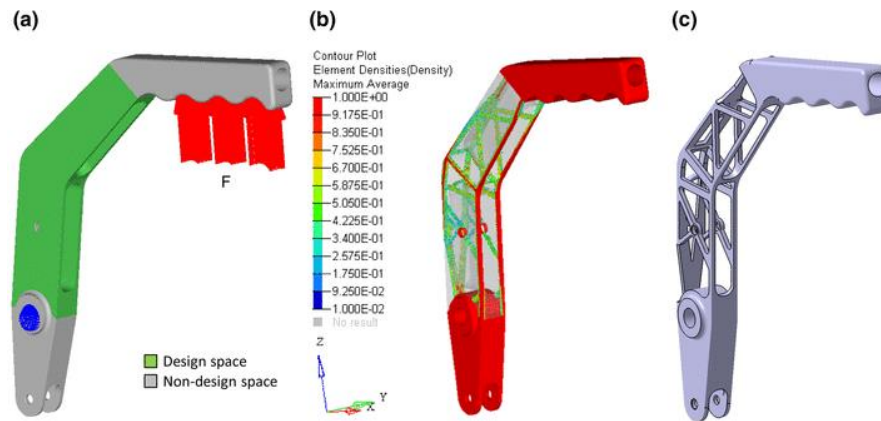 (a)
F
Design space
Non-design space
(b)
Contour Plot
Element Densities(Density)
Maximum Average
1.000E+00
9.175E-01
8.350E-01
7.525E-01
6.700E-01
5.875E-01
5.050E-01
4.225E-01
3.400E-01
2.575E-01
1.750E-01
9.250E-02
1.000E-02
No result
Z
Y
X
(c)